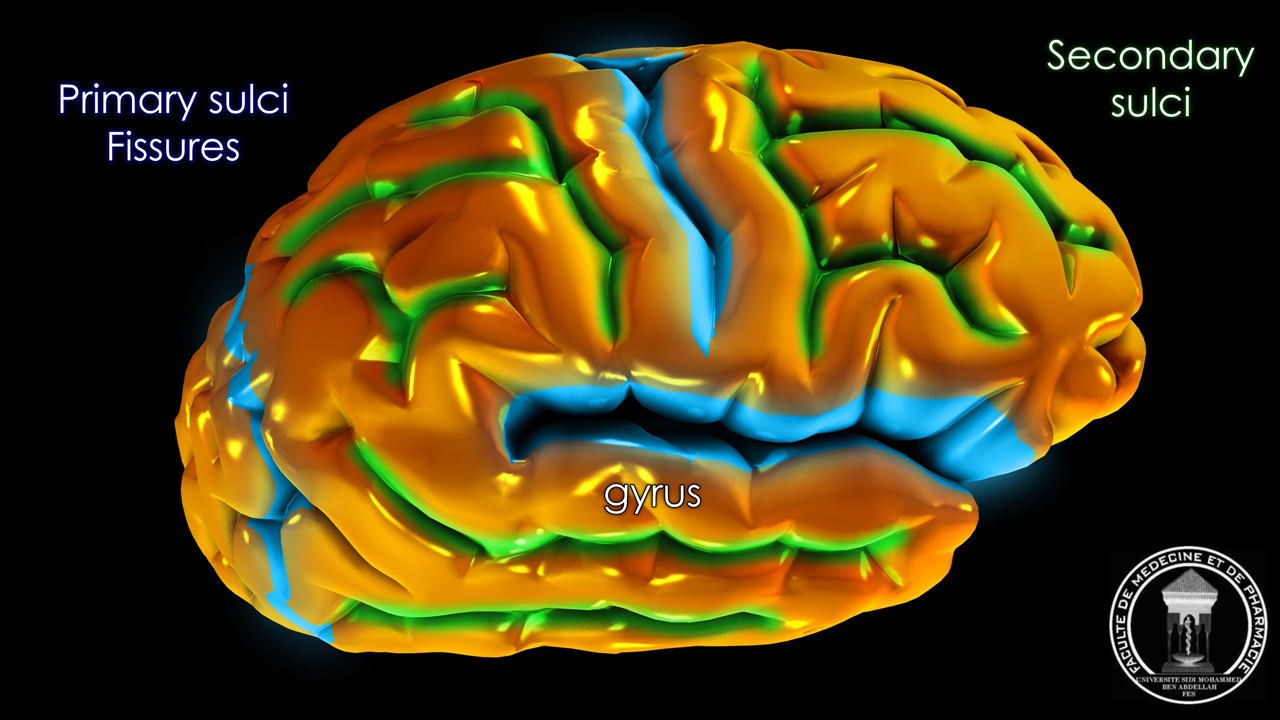 Primary sulci
Fissures
Secondary
sulci
gyrus
FACULTE DE MEDECINE ET DE PHARMACIE
UNIVERSITE SIDI MOHAMMED
BEN ABDELLAH
FES